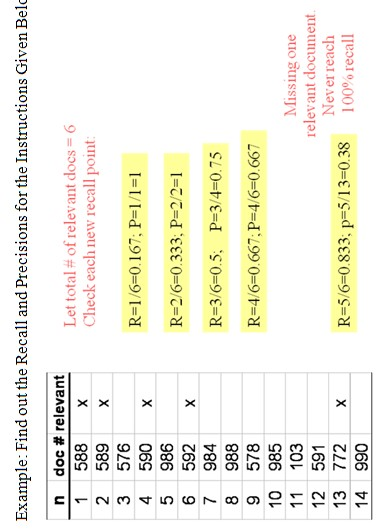 Example: Find out the Recall and Precisions for the Instructions Given
n doc # relevant
1 588 x
2 589 x
3 576
4 590 x
5 986
6 592 x
7 984
8 988
9 578
10 985
11 103
12 591
13 772 x
14 990
Let total # of relevant docs = 6
Check each new recall point:
R=1/6=0.167; P=1/1=1
R=2/6=0.333; P=2/2=1
R=3/6=0.5; P=3/4=0.75
R=4/6=0.667; P=4/6=0.667
Missing one
relevant document.
Never reach
100% recall
R=5/6=0.833; p=5/13=0.38